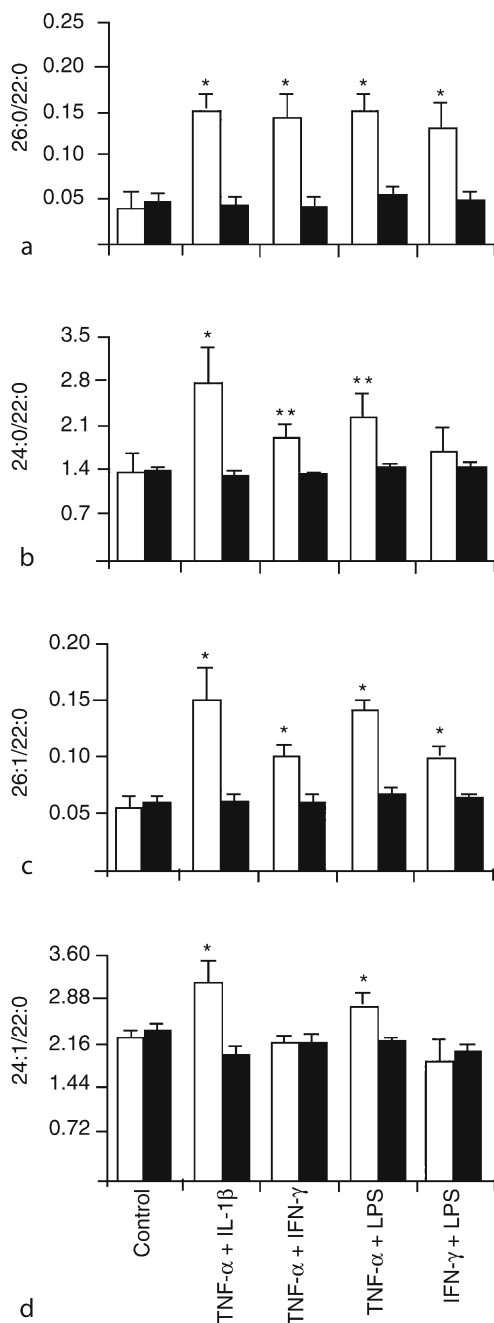 0.25
0.20
0.15
0.10
0.05
26:0/22:0
* * * *
a
3.5
2.8
2.1
1.4
0.7
24:0/22:0
* ** **
b
0.20
0.15
0.10
0.05
26:1/22:0
* * * *
c
3.60
2.88
2.16
1.44
0.72
24:1/22:0
* *
Control
TNF-α + IL-1β
TNF-α + IFN-γ
TNF-α + LPS
IFN-γ + LPS
d